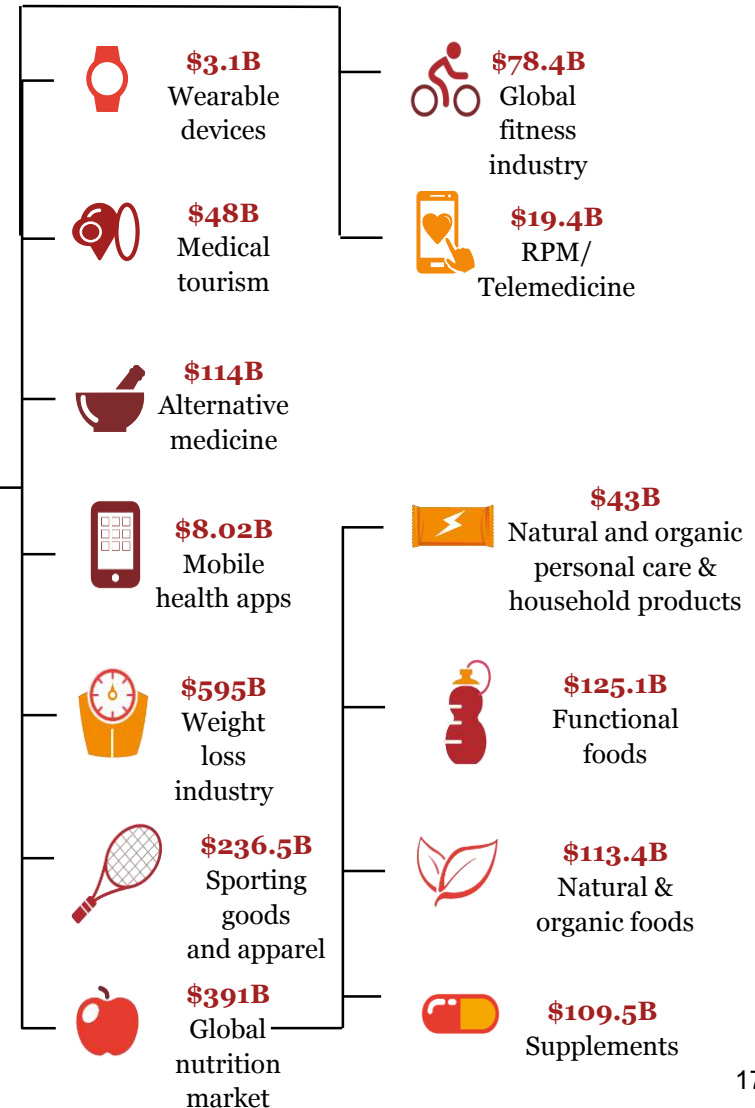 $3.1B
Wearable
devices
$78.4B
Global
fitness
industry
$48B
Medical
tourism
$19.4B
RPM/
Telemedicine
$114B
Alternative
medicine
$8.02B
Mobile
health apps
$43B
Natural and organic
personal care &
household products
$595B
Weight
loss
industry
$125.1B
Functional
foods
$236.5B
Sporting
goods
and apparel
$113.4B
Natural &
organic foods
$391B
Global
nutrition
market
$109.5B
Supplements
17